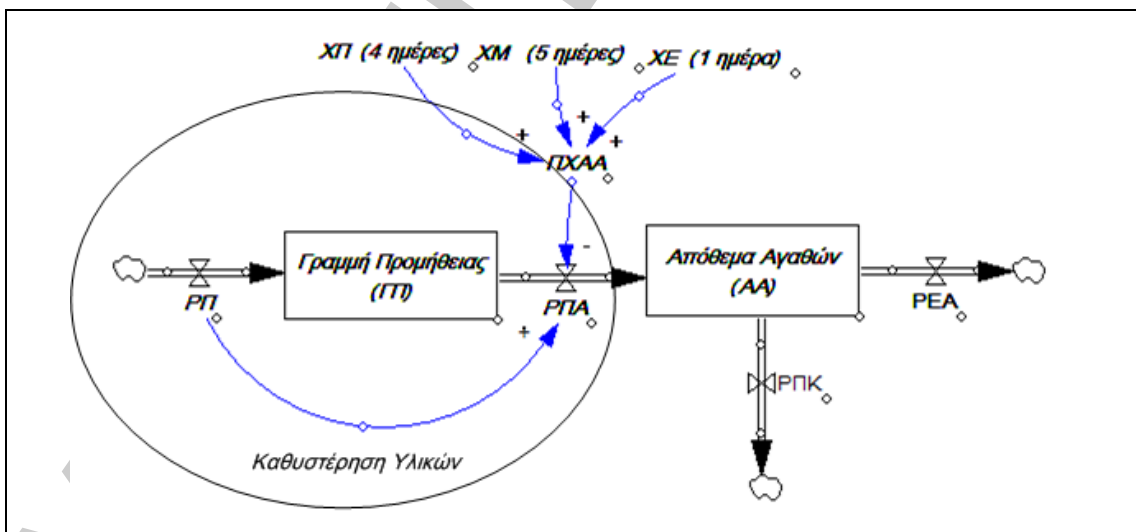 ΧΠ (4 ημέρες) ΧΜ (5 ημέρες) ΧΕ (1 ημέρα)
+ + +
ΠΧΑΑ
-
Γραμμή Προμήθειας
(ΓΠ)
Απόθεμα Αγαθών
(ΑΑ)
ΡΠ
ΡΠΑ
ΡΕΑ
+
ΡΠΚ
Καθυστέρηση Υλικών